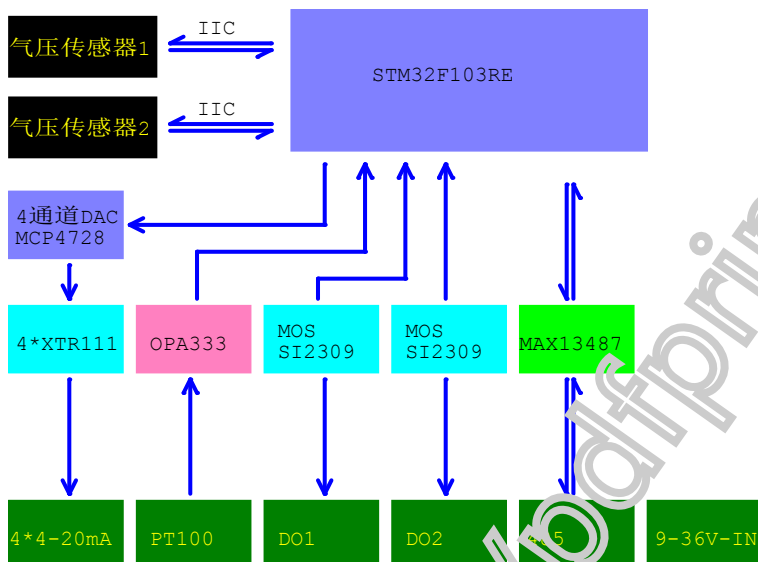 气压传感器1
IIC
STM32F103RE
气压传感器2
IIC
4通道DAC
MCP4728
4*XTR111
OPA333
MOS
SI2309
MOS
SI2309
MAX13487
4*4-20mA
PT100
DO1
DO2
485
9-36V-IN